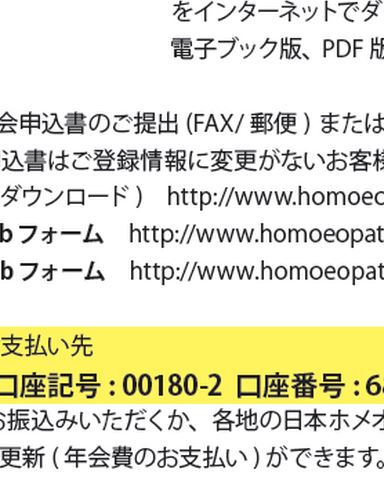 をインターネットでダ
電子ブック版、PDF 版
会申込書のご提出 (FAX/ 郵便 ) または
込書はご登録情報に変更がないお客様
ダウンロード )　http://www.homoeo
b フォーム　http://www.homoeopat
b フォーム　http://www.homoeopat
支払い先
口座記号 : 00180-2  口座番号 : 6
お振込みいただくか、各地の日本ホメオ
更新 ( 年会費のお支払い ) ができます。